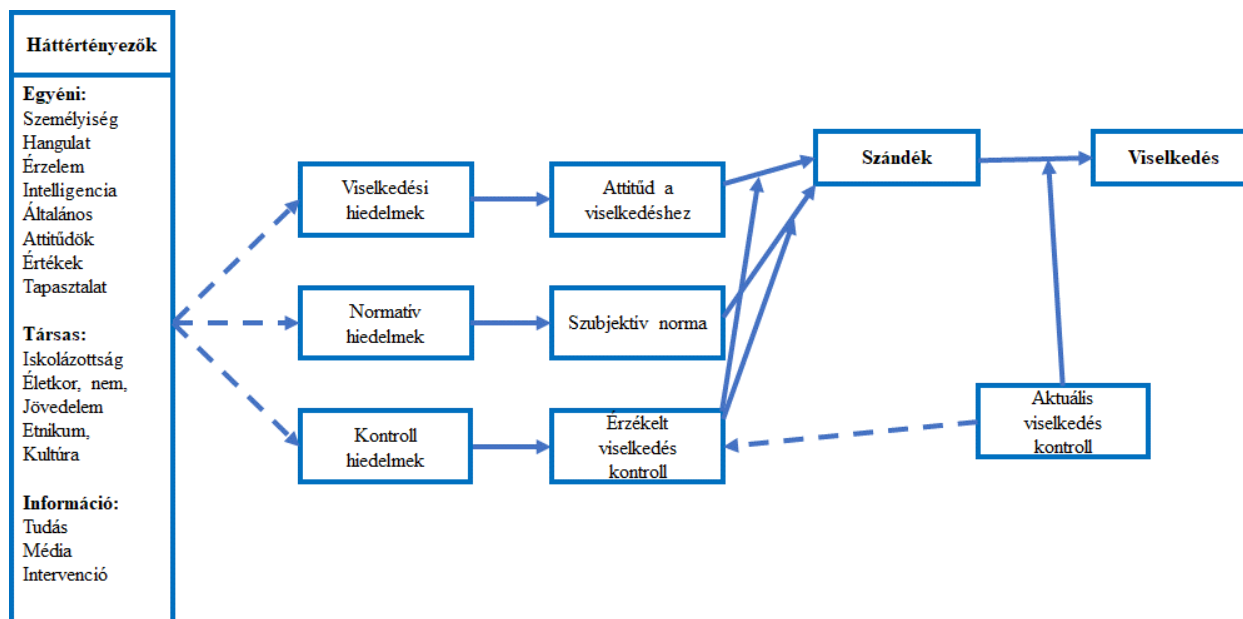 Háttértényezők
Egyéni:
Személyiség
Hangulat
Érzelem
Intelligencia
Általános
Attitűdök
Értékek
Tapasztalat
Társas:
Iskolázottság
Életkor, nem,
Jövedelem
Etnikum,
Kultúra
Információ:
Tudás
Média
Intervenció
Viselkedési
hiedelmek
Normatív
hiedelmek
Kontroll
hiedelmek
Attitűd a
viselkedéshez
Szubjektív norma
Érzékelt
viselkedés
kontroll
Szándék
Viselkedés
Aktuális
viselkedés
kontroll